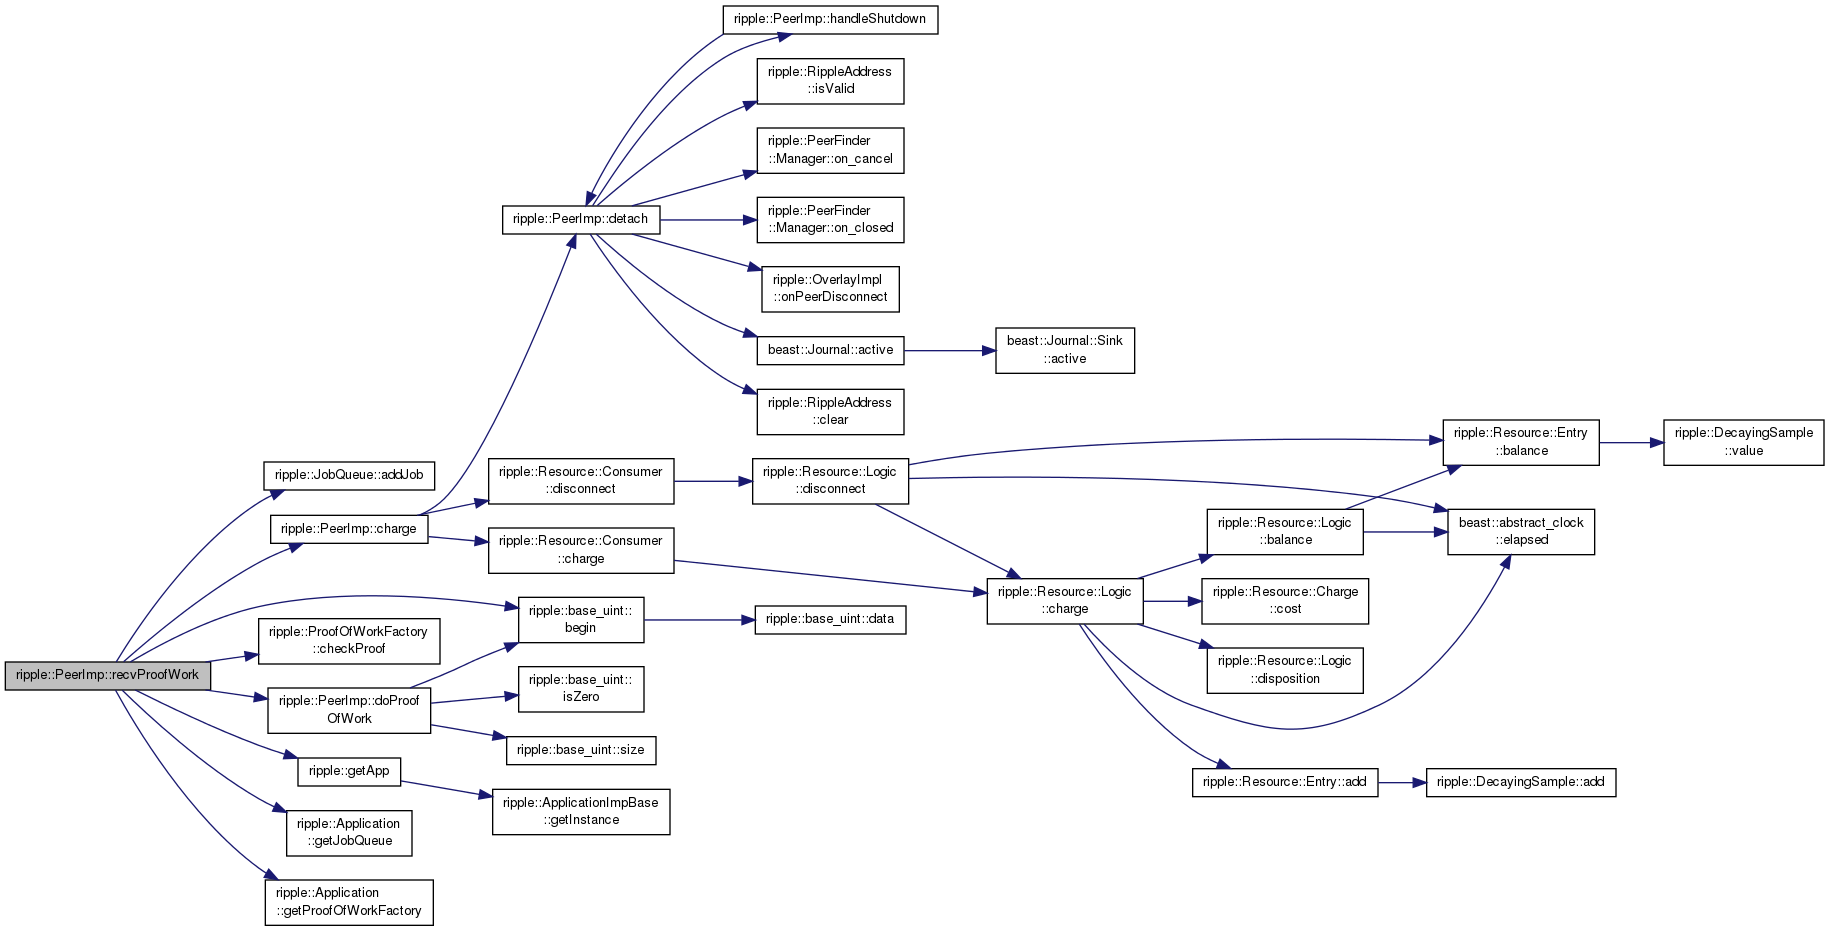 ripple::PeerImp::handleShutdown
ripple::RippleAddress
::isValid
ripple::PeerFinder
::Manager::on_cancel
ripple::PeerFinder
::Manager::on_closed
ripple::PeerImp::detach
ripple::OverlayImpl
::onPeerDisconnect
beast::Journal::active
beast::Journal::Sink
::active
ripple::RippleAddress
::clear
ripple::JobQueue::addJob
ripple::PeerImp::charge
ripple::Resource::Consumer
::disconnect
ripple::Resource::Logic
::disconnect
ripple::Resource::Entry
::balance
ripple::DecayingSample
::value
ripple::Resource::Consumer
::charge
ripple::Resource::Logic
::balance
beast::abstract_clock
::elapsed
ripple::Resource::Logic
::charge
ripple::Resource::Charge
::cost
ripple::base_uint::
begin
ripple::base_uint::data
ripple::ProofOfWorkFactory
::checkProof
ripple::PeerImp::recvProofWork
ripple::PeerImp::doProof
OfWork
ripple::base_uint::
isZero
ripple::Resource::Logic
::disposition
ripple::base_uint::size
ripple::getApp
ripple::ApplicationImpBase
::getInstance
ripple::Resource::Entry::add
ripple::DecayingSample::add
ripple::Application
::getJobQueue
ripple::Application
::getProofOfWorkFactory